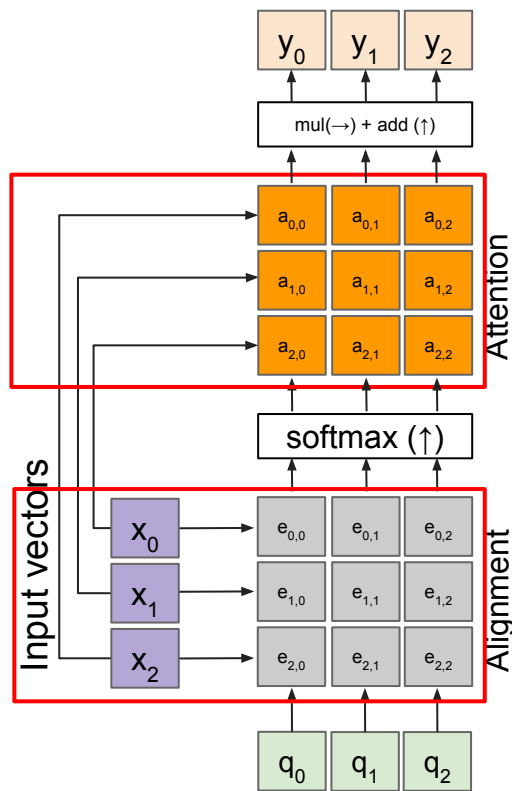 y0 y1 y2
mul(→) + add (↑)
a0,0 a0,1 a0,2
a1,0 a1,1 a1,2
a2,0 a2,1 a2,2
Attention
softmax (↑)
Input vectors
x0 e0,0 e0,1 e0,2
x1 e1,0 e1,1 e1,2
x2 e2,0 e2,1 e2,2
Alignment
q0 q1 q2